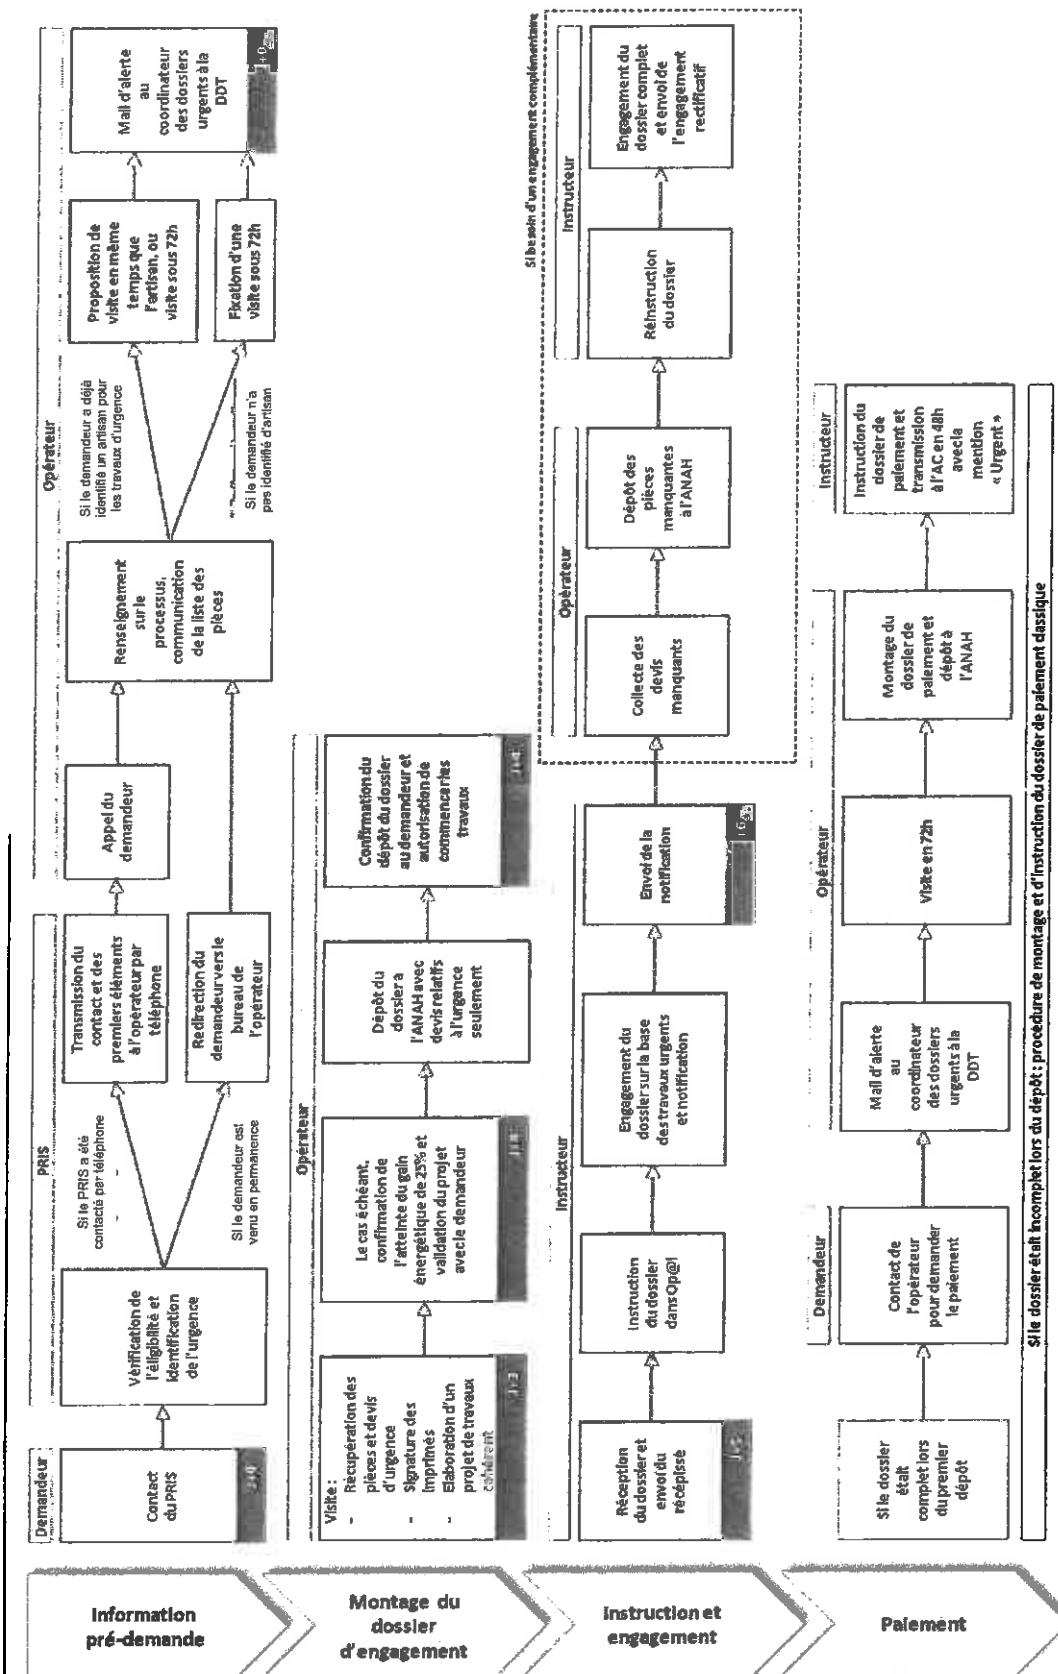 Information
pré-demande
Demandeur
Contact
du PRIS
PRIS
Vérification de
l'éligibilité et
identification
de l'urgence
Si le PRIS a été
contacté par téléphone
Transmission du
contact et des
premiers éléments
à l'opérateur par
téléphone
Si le demandeur est
venu en permanence
Redirection du
demandeur vers le
bureau de
l'opérateur
Opérateur
Appel du
demandeur
Renseignement
sur le
processus,
communication
de la liste des
pièces
Si le demandeur a déjà
identifié un artisan pour
les travaux d'urgence
Proposition de
visite en même
temps que
l'artisan, ou
visite sous 72h
Si le demandeur n'a
pas identifié d'artisan
Fixation d'une
visite sous 72h
Mail d'alerte
au
coordinateur
des dossiers
urgents à la
DDT
Montage du
dossier
d'engagement
Opérateur
Visite :
- Récupération des
pièces et devis
d'urgence
- Signature des
imprimés
- Elaboration d'un
projet de travaux
cohérent
Le cas échéant,
confirmation de
l'atteinte du gain
énergétique de 25% et
validation du projet
avec le demandeur
Dépôt du
dossier à
l'ANAH avec
devis relatifs
à l'urgence
seulement
Confirmation du
dépôt du dossier
au demandeur et
autorisation de
commencer les
travaux
Instruction et
engagement
Instructeur
Réception
du dossier et
envoi du
récépissé
Instruction
du dossier
dans Op@l
Engagement du
dossier sur la base
des travaux urgents
et notification
Envoi de la
notification
Si besoin d'un engagement complémentaire
Opérateur
Collecte des
devis
manquants
Dépôt des
pièces
manquantes
à l'ANAH
Instructeur
Réinstruction
du dossier
Engagement du
dossier complet
et envoi de
l'engagement
rectificatif
Paiement
Si le dossier
était
complet lors
du premier
dépôt
Demandeur
Contact de
l'opérateur
pour demander
le paiement
Opérateur
Mail d'alerte
au
coordinateur
des dossiers
urgents à la
DDT
Visite en 72h
Montage du
dossier de
paiement et
dépôt à
l'ANAH
Instructeur
Instruction du
dossier de
paiement et
transmission
à l'AC en 48h
avec la
mention
« Urgent »
Si le dossier était incomplet lors du dépôt : procédure de montage et d'instruction du dossier de paiement classique